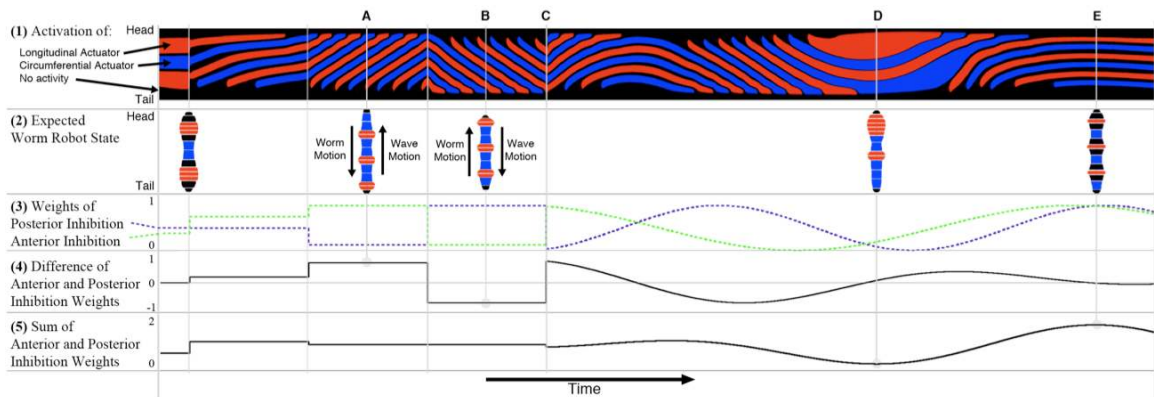 A B C D E
(1) Activation of: Head
Longitudinal Actuator
Circumferential Actuator
No activity
Tail
(2) Expected Head
Worm Robot State
Worm Motion Wave Motion Worm Motion Wave Motion
Tail
(3) Weights of 1
Posterior Inhibition
Anterior Inhibition 0
(4) Difference of 1
Anterior and Posterior 0
Inhibition Weights -1
(5) Sum of 2
Anterior and Posterior
Inhibition Weights 0
Time